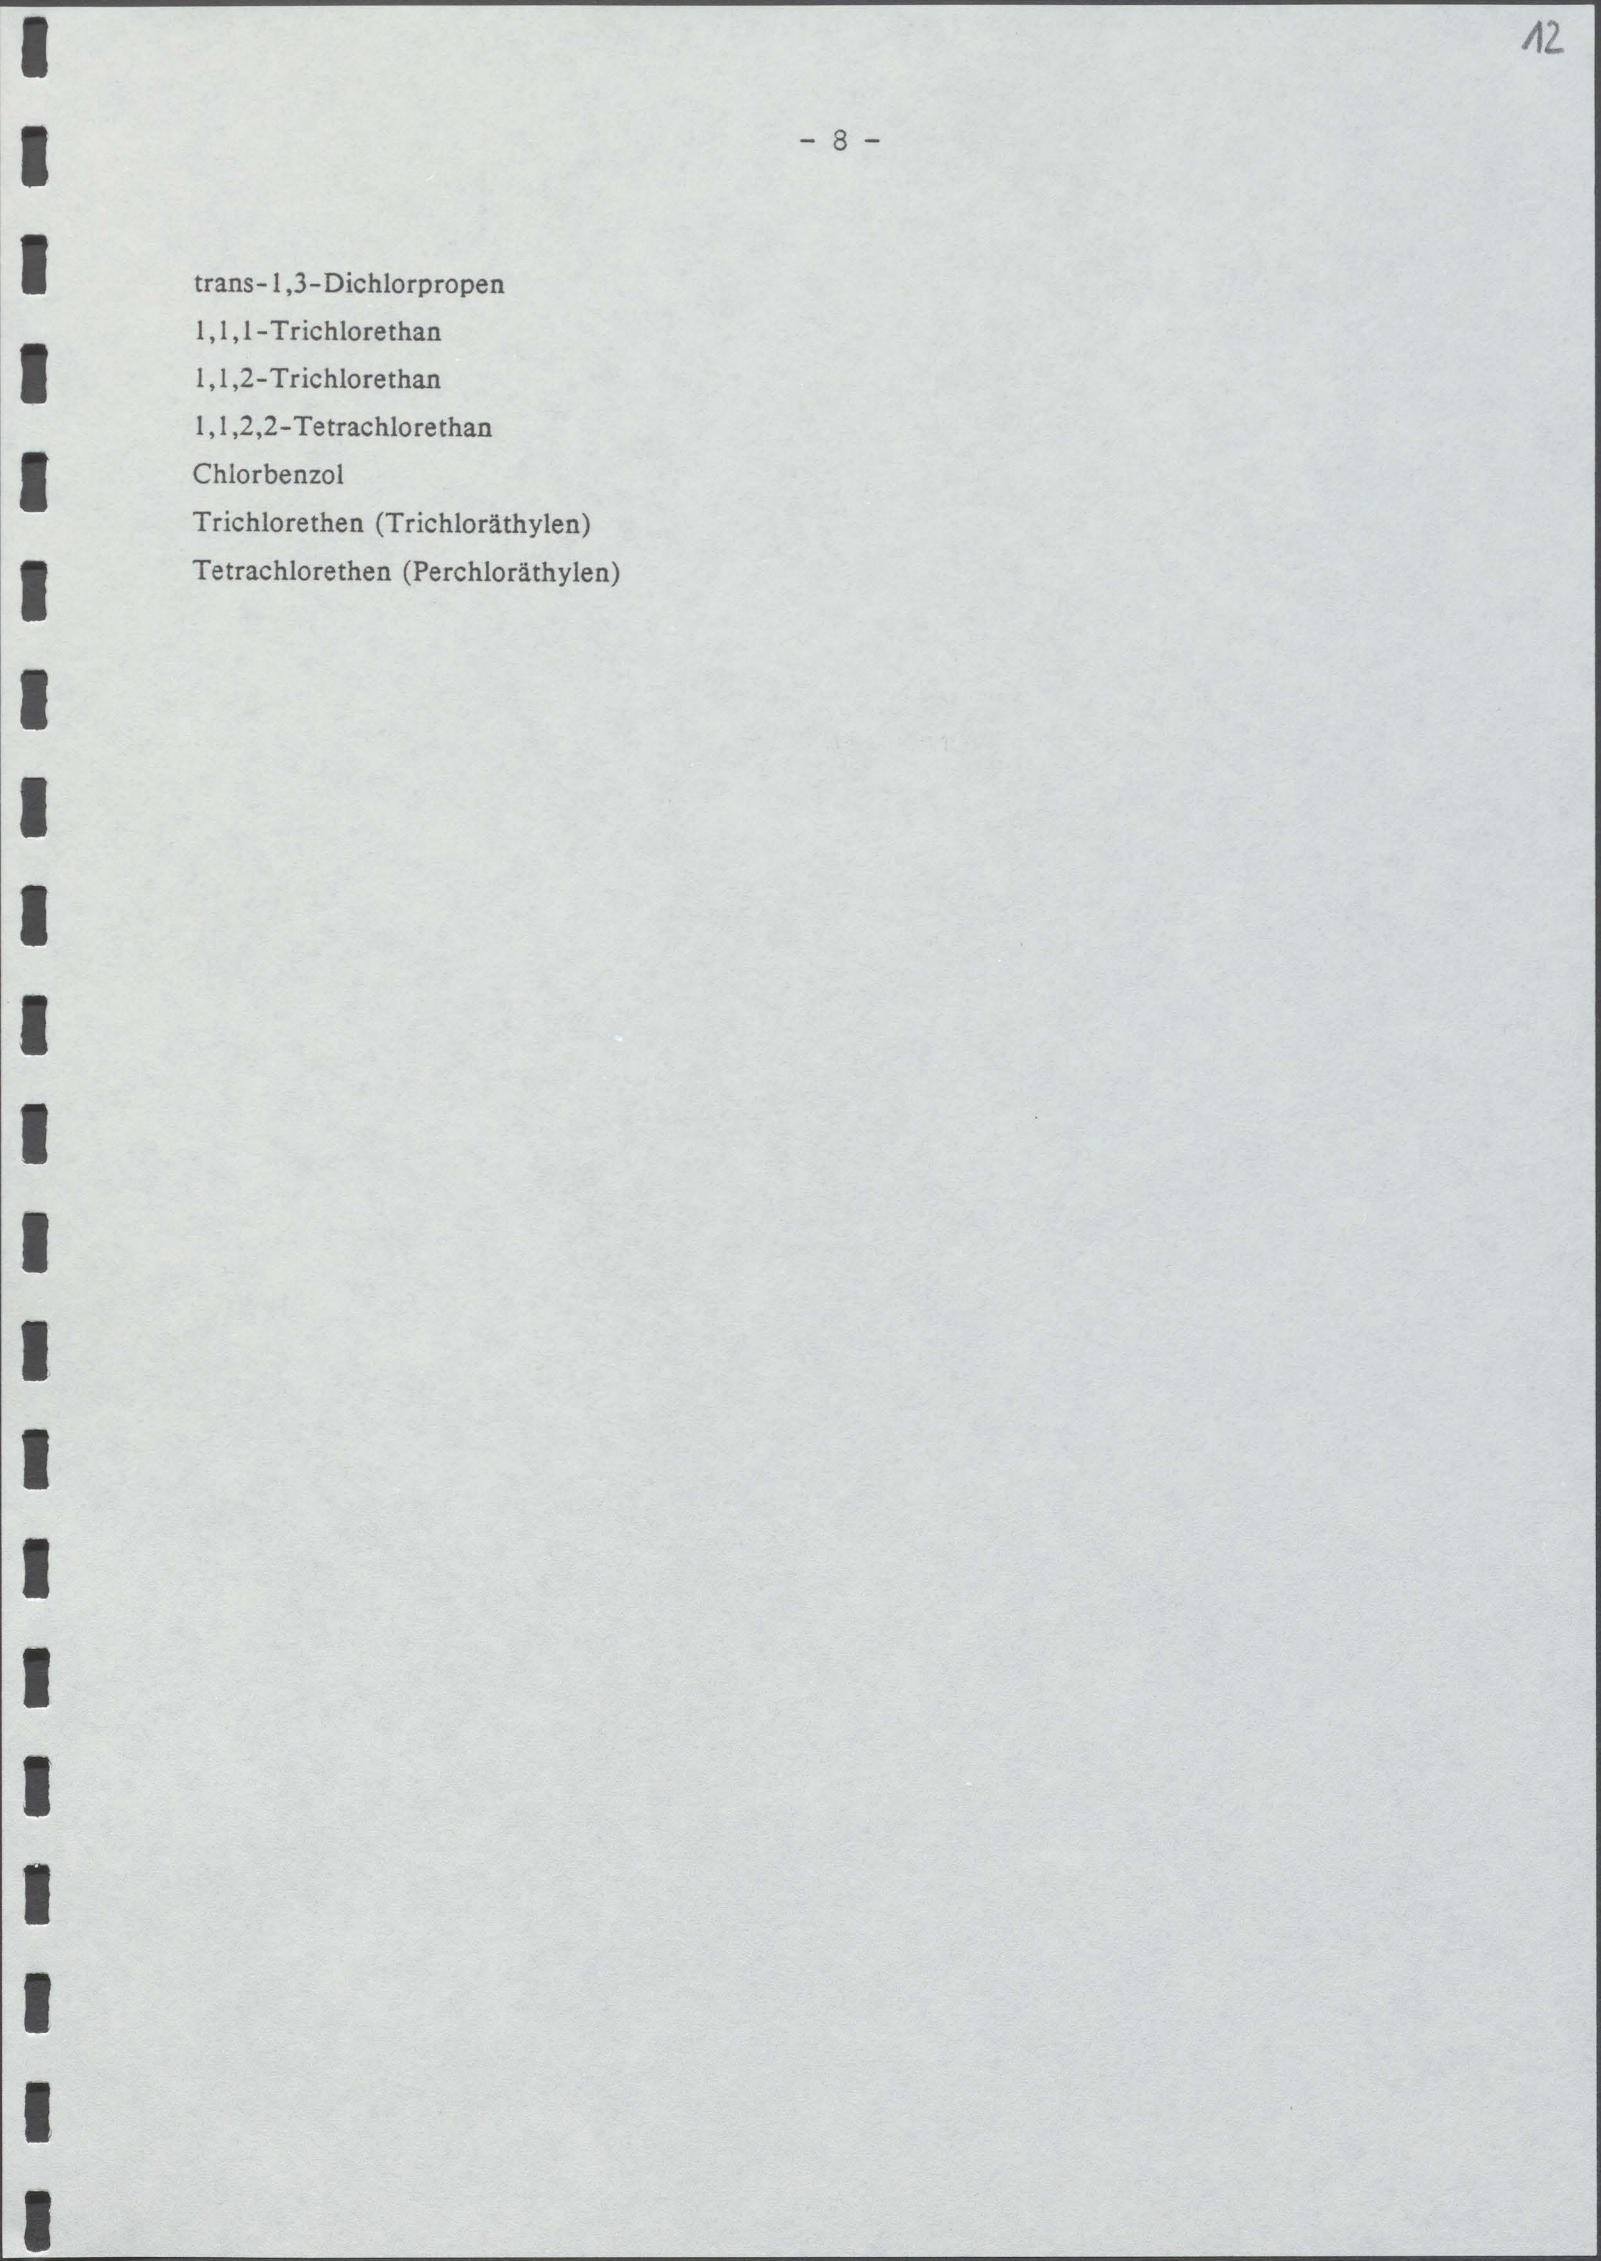 12
- 8 -
trans-1,3-Dichlorpropen
1,1,1-Trichlorethan
1,1,2-Trichlorethan
1,1,2,2-Tetrachlorethan
Chlorbenzol
Trichlorethen (Trichloräthylen)
Tetrachlorethen (Perchloräthylen)